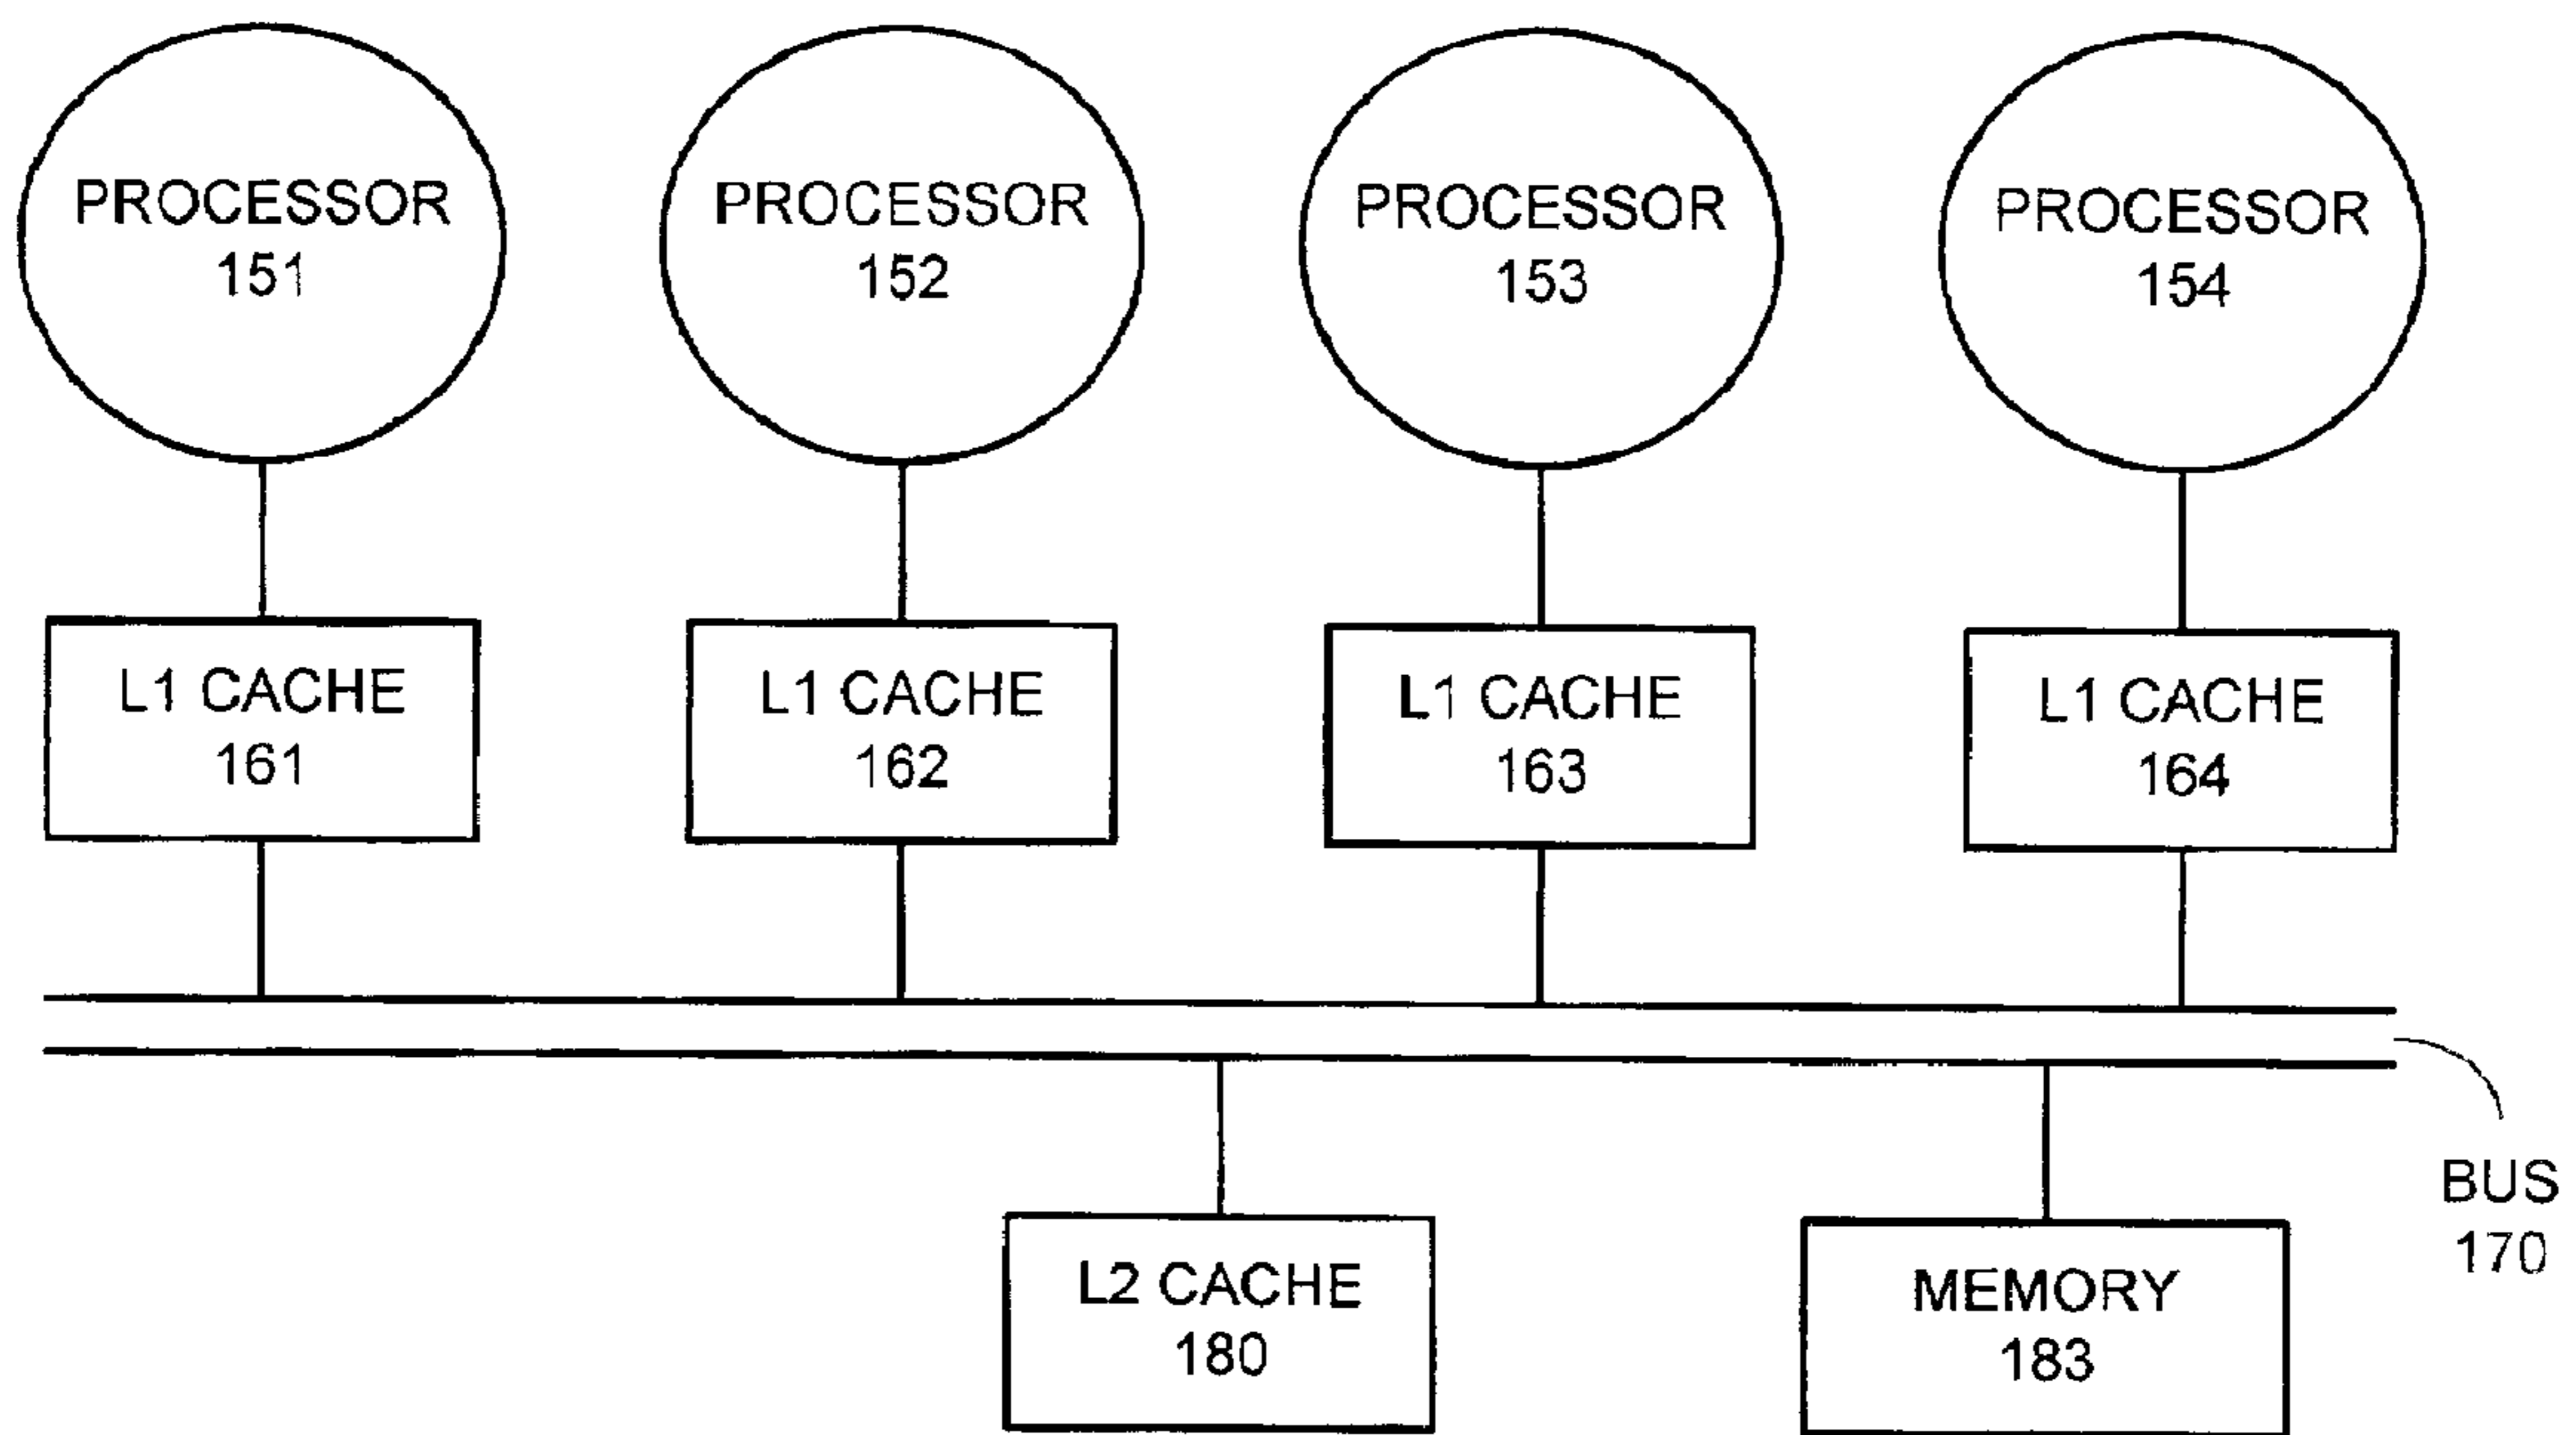 PROCESSOR
151
PROCESSOR
152
PROCESSOR
153
PROCESSOR
154
L1 CACHE
161
L1 CACHE
162
L1 CACHE
163
L1 CACHE
164
BUS
170
L2 CACHE
180
MEMORY
183